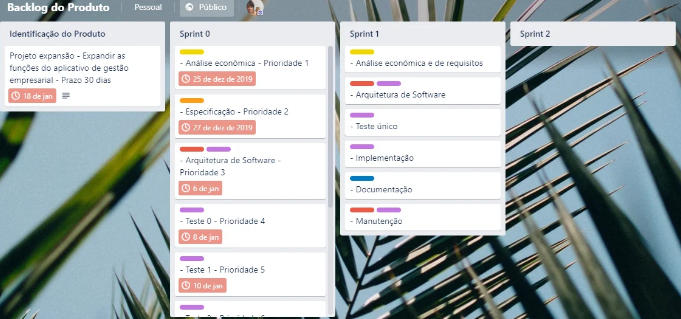 Backlog do Produto
Pessoal
Público
Identificação do Produto
Projeto expansão - Expandir as
funções do aplicativo de gestão
empresarial - Prazo 30 dias
18 de jan
Sprint 0
- Análise econômica - Prioridade 1
25 de dez de 2019
- Especificação - Prioridade 2
27 de dez de 2019
- Arquitetura de Software -
Prioridade 3
6 de jan
- Teste 0 - Prioridade 4
8 de jan
- Teste 1 - Prioridade 5
10 de jan
Sprint 1
- Análise econômica e de requisitos
- Arquitetura de Software
- Teste único
- Implementação
- Documentação
- Manutenção
Sprint 2